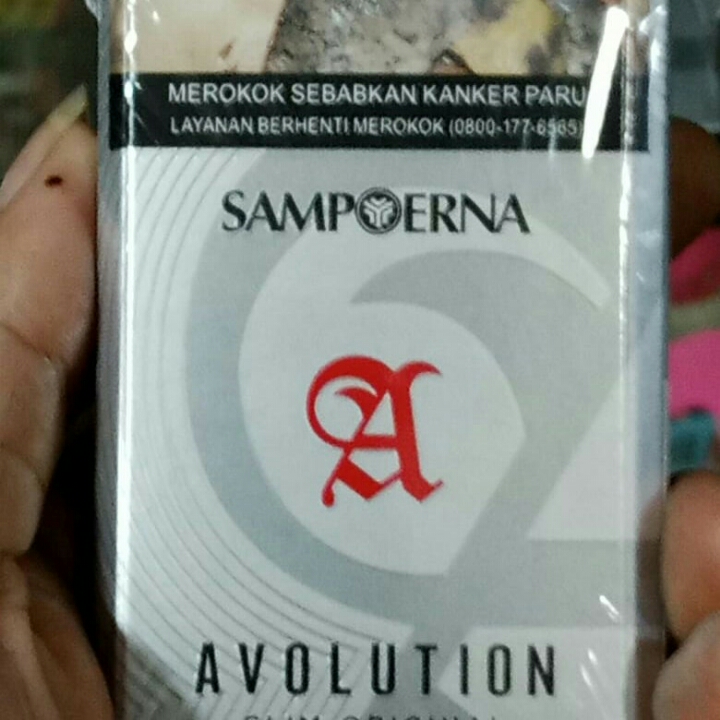 MEROKOK SEBABKAN KANKER PARU
LAYANAN BERHENTI MEROKOK (0800-177-6565)
SAMPOERNA
A
AVOLUTION